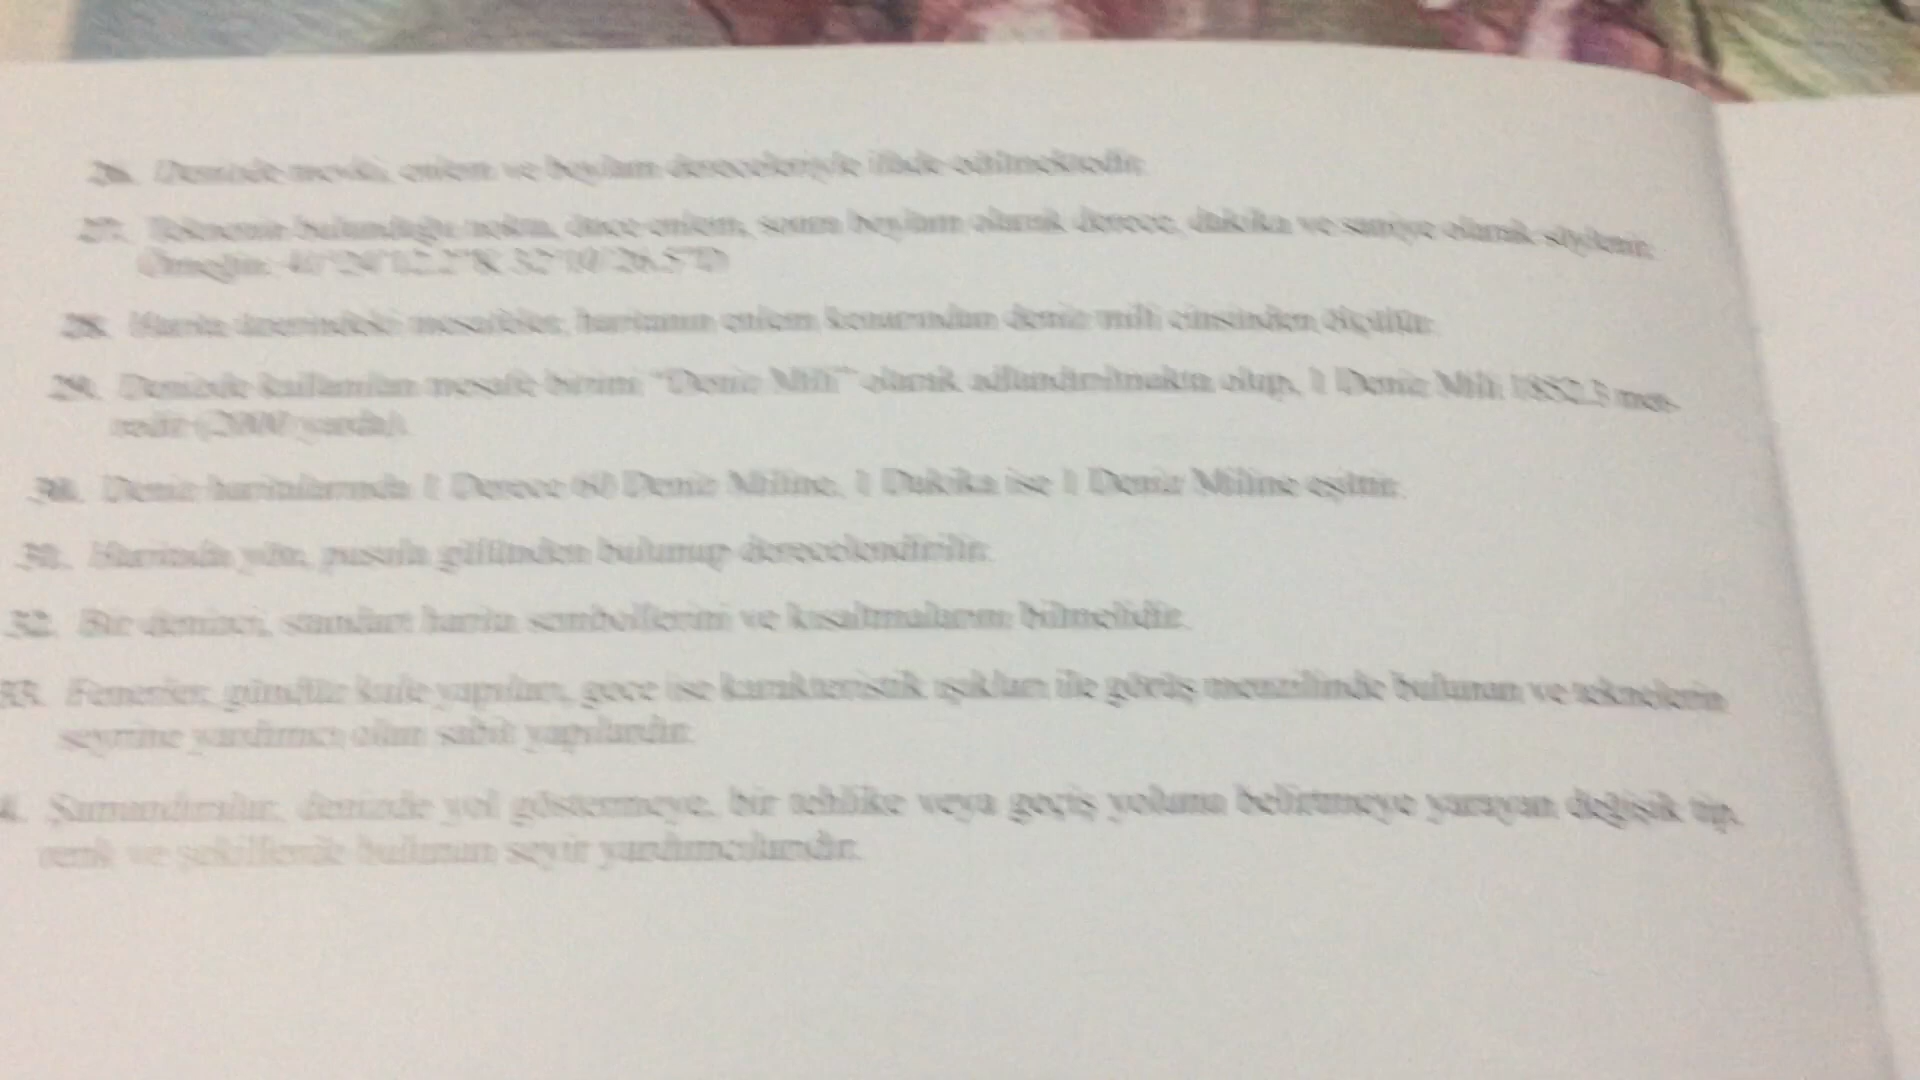 26. Denizde mevki, enlem ve boylam dereceleriyle ifade edilmektedir.
27. Teknenin bulunduğu nokta, önce enlem, sonra boylam olarak derece, dakika ve saniye olarak söylenir.
Örneğin:
28. Harita üzerindeki mesafeler, haritanın enlem kenarından deniz mili cinsinden ölçülür.
29. Denizde kullanılan mesafe birimi "Deniz Mili" olarak adlandırılmakta olup, 1 Deniz Mili 1852.3 met-
redir (2000 yarda).
30. Deniz haritalarında 1 Derece 60 Deniz Miline, 1 Dakika ise 1 Deniz Miline eşittir.
31. Haritada yön, pusula gülünden bulunup derecelendirilir.
32. Bir denizci, standart harita sembollerini ve kısaltmalarını bilmelidir.
33. Fenerler, gündüz kule yapıları, gece ise karakteristik ışıkları ile görüş menzilinde bulunan ve teknelerin
seyrine yardımcı olan sabit yapılardır.
4. Şamandıralar, denizde yol göstermeye, bir tehlike veya geçiş yolunu belirtmeye yarayan değişik tip,
renk ve şekillerde bulunan seyir yardımcılarıdır.